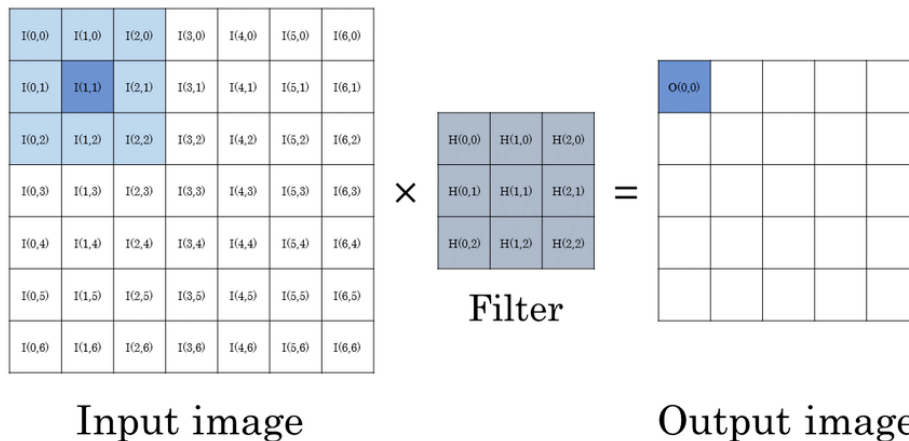 I(0,0) I(1,0) I(2,0) I(3,0) I(4,0) I(5,0) I(6,0)
I(0,1) I(1,1) I(2,1) I(3,1) I(4,1) I(5,1) I(6,1)
O(0,0)
I(0,2) I(1,2) I(2,2) I(3,2) I(4,2) I(5,2) I(6,2)
H(0,0) H(1,0) H(2,0)
I(0,3) I(1,3) I(2,3) I(3,3) I(4,3) I(5,3) I(6,3)
×
H(0,1) H(1,1) H(2,1)
=
I(0,4) I(1,4) I(2,4) I(3,4) I(4,4) I(5,4) I(6,4)
H(0,2) H(1,2) H(2,2)
I(0,5) I(1,5) I(2,5) I(3,5) I(4,5) I(5,5) I(6,5)
Filter
I(0,6) I(1,6) I(2,6) I(3,6) I(4,6) I(5,6) I(6,6)
Input image
Output image